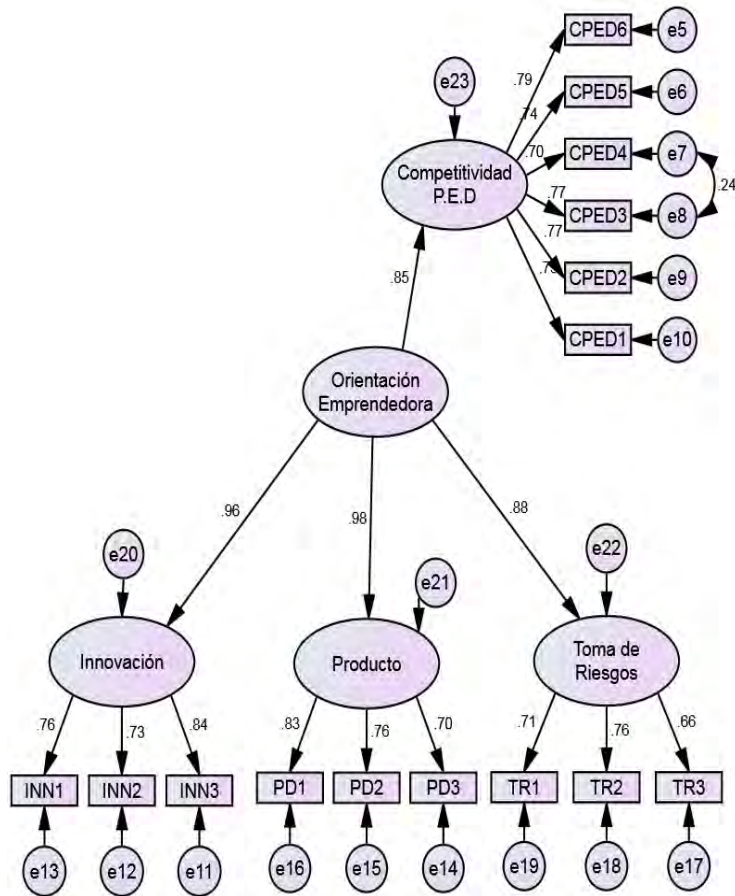 CPED6
e5
e23
.79
CPED5
e6
.74
CPED4
e7
.70
Competitividad
P.E.D
.24
.77
CPED3
e8
.77
CPED2
e9
.85
CPED1
e10
Orientación
Emprendedora
.96
.98
.88
e20
e21
e22
Innovación
Producto
Toma de
Riesgos
.76
.73
.84
.83
.76
.70
.71
.76
.66
INN1
INN2
INN3
PD1
PD2
PD3
TR1
TR2
TR3
e13
e12
e11
e16
e15
e14
e19
e18
e17